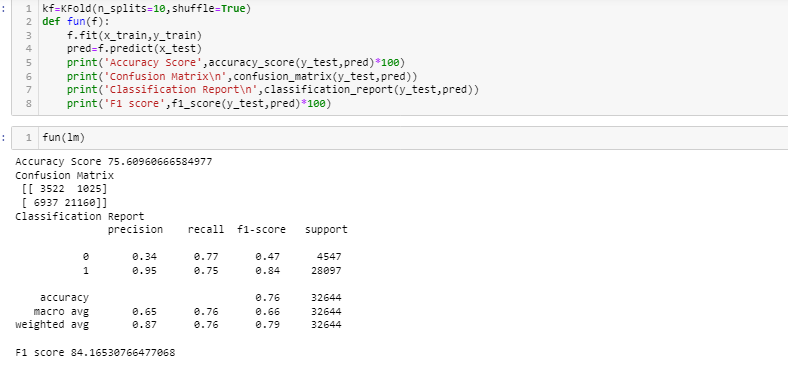 : 1 kf=KFold(n_splits=10,shuffle=True)
2 def fun(f):
3 f.fit(x_train,y_train)
4 pred=f.predict(x_test)
5 print('Accuracy Score',accuracy_score(y_test,pred)*100)
6 print('Confusion Matrix\n',confusion_matrix(y_test,pred))
7 print('Classification Report\n',classification_report(y_test,pred))
8 print('F1 score',f1_score(y_test,pred)*100)
: 1 fun(lm)
Accuracy Score 75.60960666584977
Confusion Matrix
[[ 3522 1025]
[ 6937 21160]]
Classification Report
precision recall f1-score support
0 0.34 0.77 0.47 4547
1 0.95 0.75 0.84 28097
accuracy 0.76 32644
macro avg 0.65 0.76 0.66 32644
weighted avg 0.87 0.76 0.79 32644
F1 score 84.16530766477068